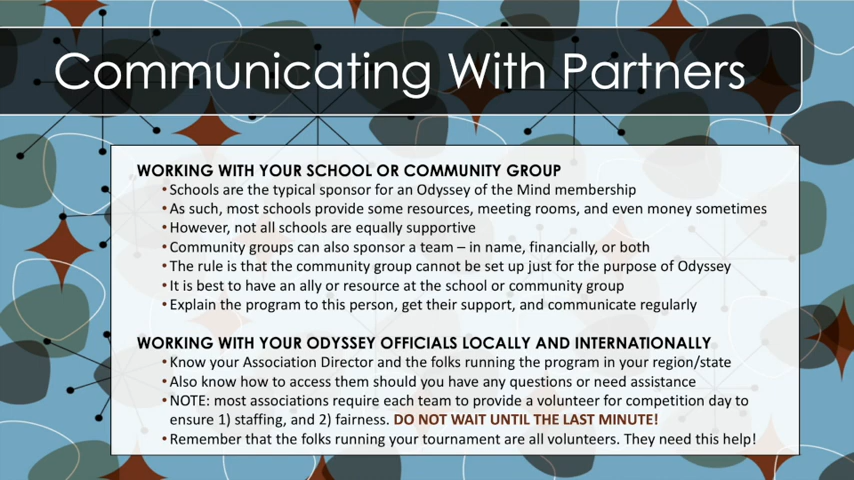 Communicating With Partners
WORKING WITH YOUR SCHOOL OR COMMUNITY GROUP
•Schools are the typical sponsor for an Odyssey of the Mind membership
•As such, most schools provide some resources, meeting rooms, and even money sometimes
•However, not all schools are equally supportive
•Community groups can also sponsor a team – in name, financially, or both
•The rule is that the community group cannot be set up just for the purpose of Odyssey
•It is best to have an ally or resource at the school or community group
•Explain the program to this person, get their support, and communicate regularly
WORKING WITH YOUR ODYSSEY OFFICIALS LOCALLY AND INTERNATIONALLY
•Know your Association Director and the folks running the program in your region/state
•Also know how to access them should you have any questions or need assistance
•NOTE: most associations require each team to provide a volunteer for competition day to
ensure 1) staffing, and 2) fairness. DO NOT WAIT UNTIL THE LAST MINUTE!
•Remember that the folks running your tournament are all volunteers. They need this help!